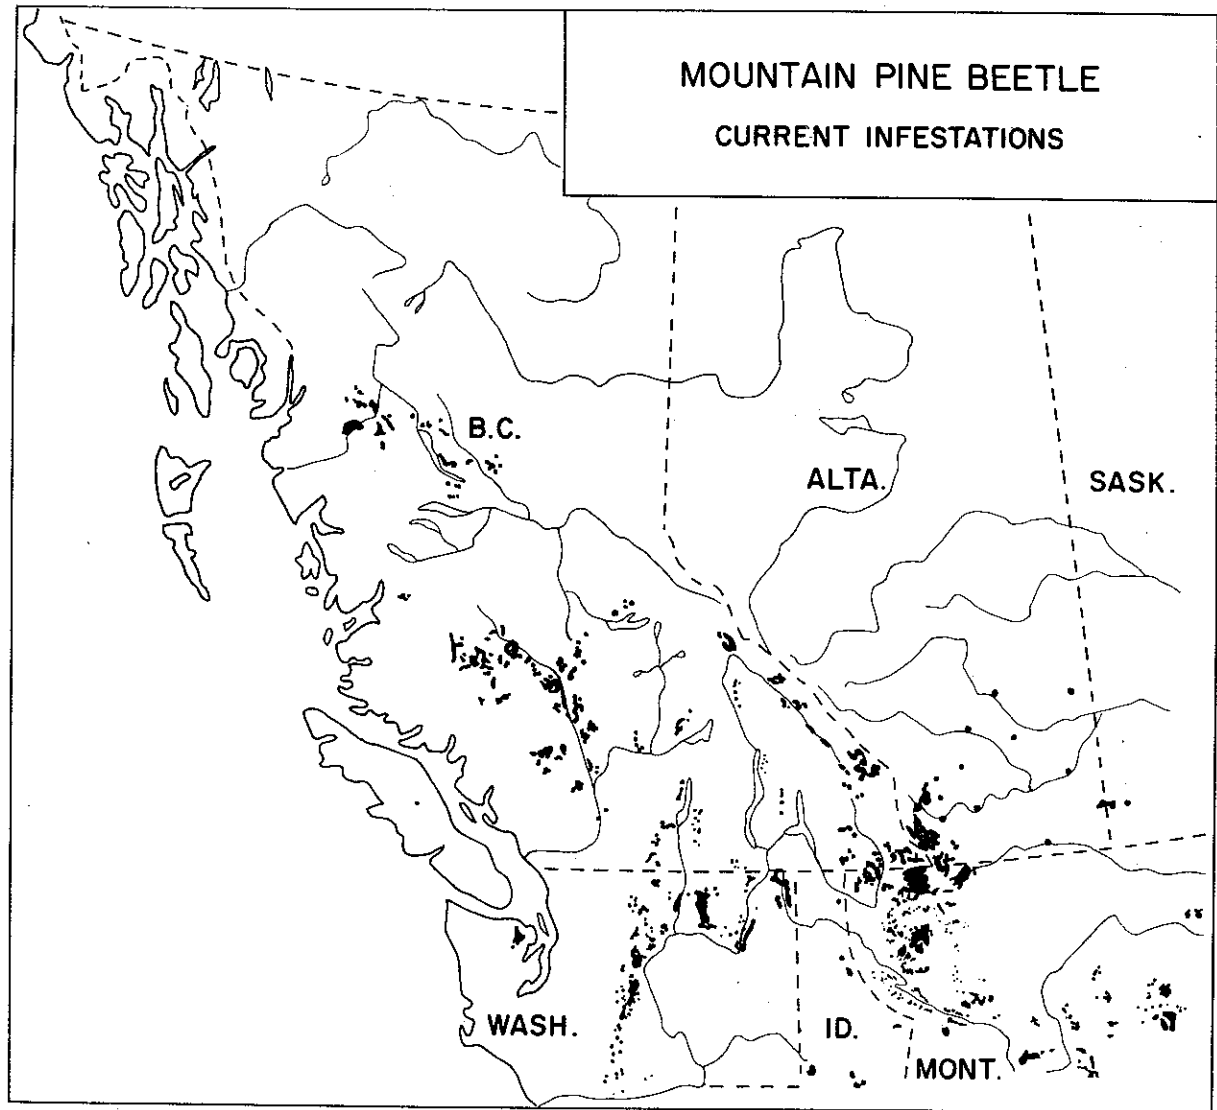 MOUNTAIN PINE BEETLE
CURRENT INFESTATIONS
B.C.
ALTA.
SASK.
WASH.
ID.
MONT.